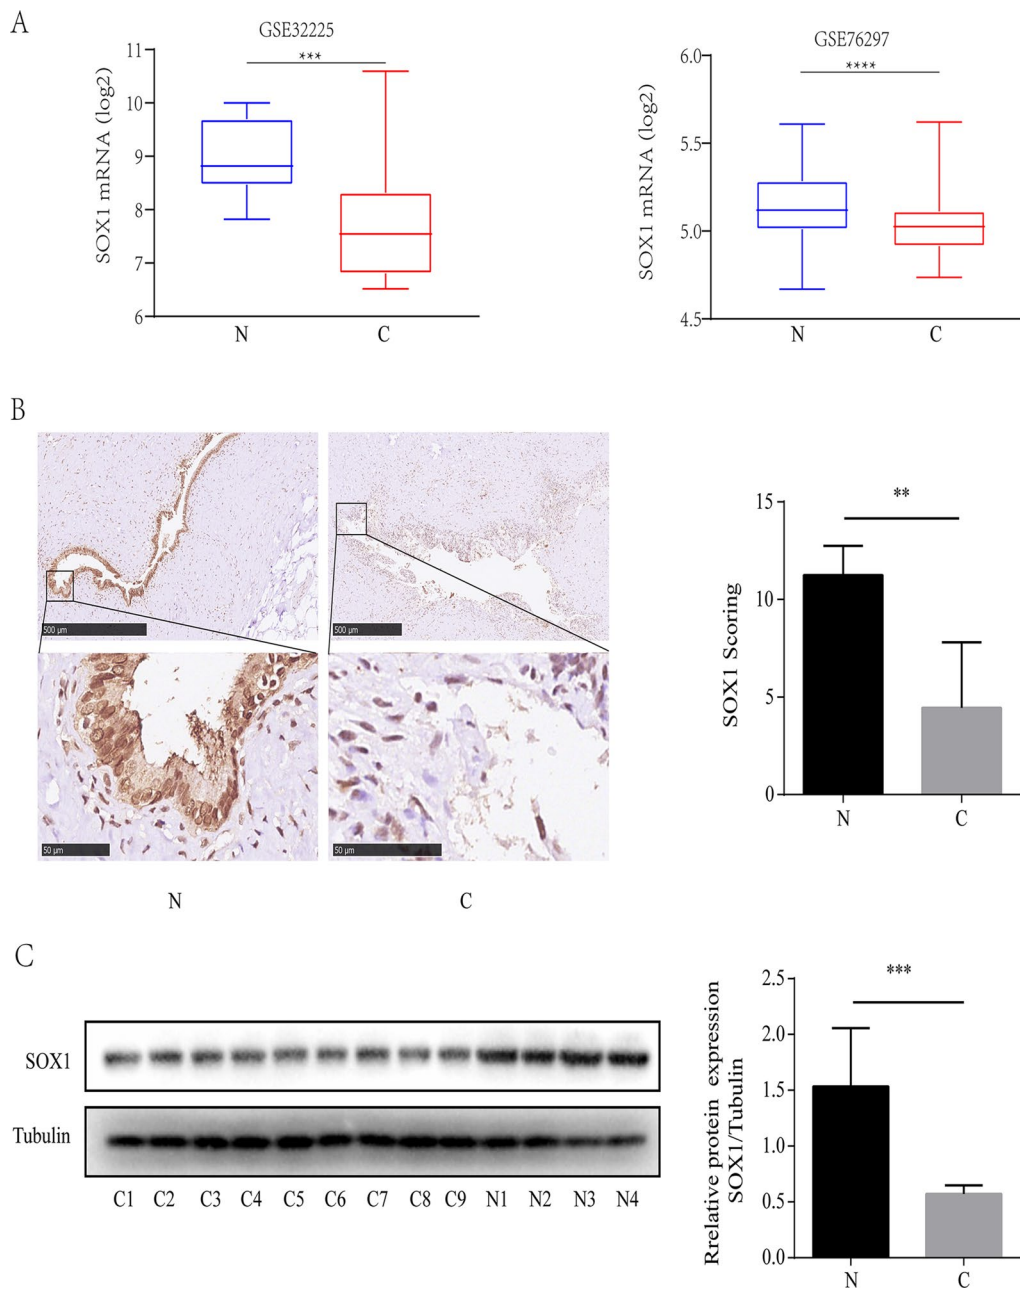 A
GSE32225
***
SOX1 mRNA (log2)
11
10
9
8
7
6
N
C
GSE76297
****
SOX1 mRNA (log2)
6.0
5.5
5.0
4.5
N
C
B
500 µm
500 µm
50 µm
50 µm
N
C
**
SOX1 Scoring
15
10
5
0
N
C
C
SOX1
Tubulin
C1 C2 C3 C4 C5 C6 C7 C8 C9 N1 N2 N3 N4
***
Rrelative protein expression
SOX1/Tubulin
2.5
2.0
1.5
1.0
0.5
0.0
N
C